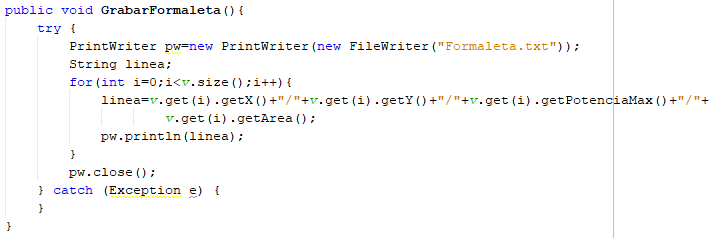 public void GrabarFormaleta(){
try {
PrintWriter pw=new PrintWriter(new FileWriter("Formaleta.txt"));
String linea;
for(int i=0;i<v.size();i++){
linea=v.get(i).getX()+"/"+v.get(i).getY()+"/"+v.get(i).getPotenciaMax()+"/"+
v.get(i).getArea();
pw.println(linea);
}
pw.close();
} catch (Exception e) {
}
}